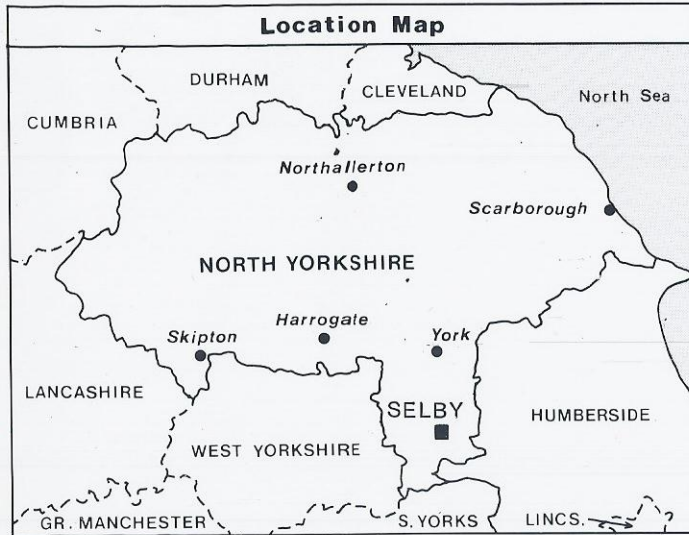 Location Map
DURHAM
CLEVELAND
North Sea
CUMBRIA
Northallerton
Scarborough
NORTH YORKSHIRE
Harrogate
Skipton
York
LANCASHIRE
SELBY
HUMBERSIDE
WEST YORKSHIRE
GR. MANCHESTER
S. YORKS
LINCS.